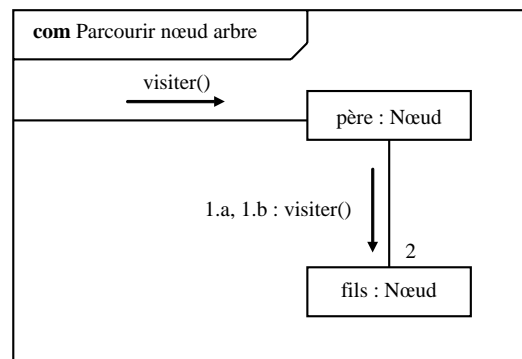 com Parcourir nœud arbre
visiter()
père : Nœud
1.a, 1.b : visiter()
2
fils : Nœud